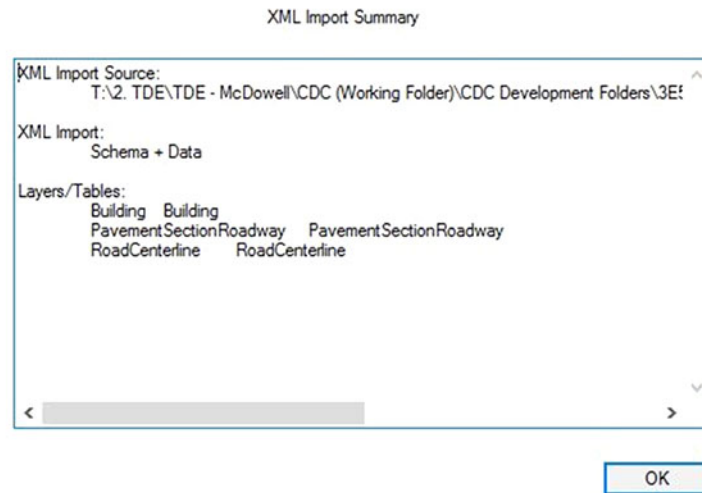 XML Import Summary
XML Import Source:
T:\2. TDE\TDE - McDowell\CDC (Working Folder)\CDC Development Folders\3E5
XML Import:
Schema + Data
Layers/Tables:
Building Building
PavementSectionRoadway PavementSectionRoadway
RoadCenterline RoadCenterline
OK